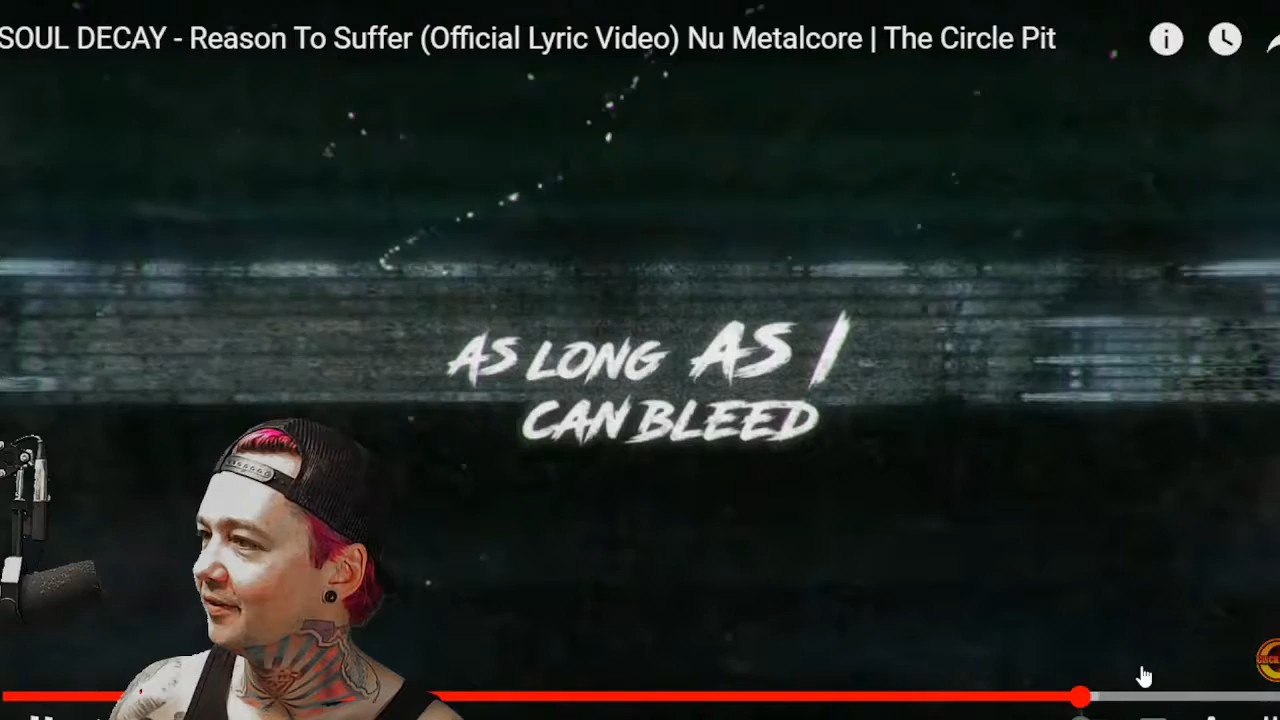 SOUL DECAY - Reason To Suffer (Official Lyric Video) Nu Metalcore | The Circle Pit
AS LONG AS I
CAN BLEED